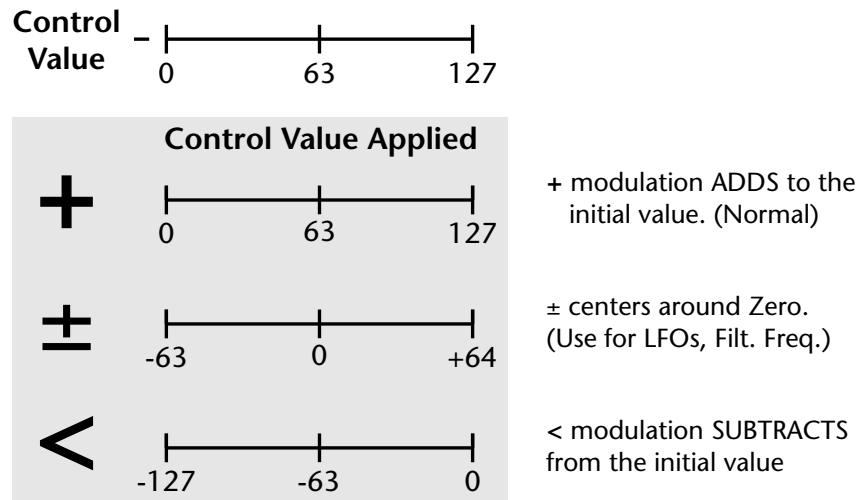 Control
Value –
0 63 127
Control Value Applied
+
0 63 127
+ modulation ADDS to the
initial value. (Normal)
±
-63 0 +64
± centers around Zero.
(Use for LFOs, Filt. Freq.)
<
-127 -63 0
< modulation SUBTRACTS
from the initial value